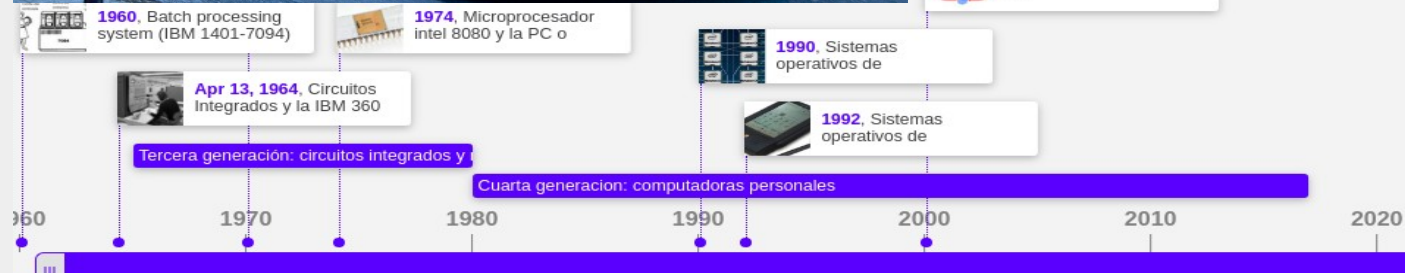 1960, Batch processing
system (IBM 1401-7094)
1974, Microprocesador
intel 8080 y la PC o
1990, Sistemas
operativos de
Apr 13, 1964, Circuitos
Integrados y la IBM 360
1992, Sistemas
operativos de
Tercera generación: circuitos integrados y
Cuarta generacion: computadoras personales
960 1970 1980 1990 2000 2010 2020